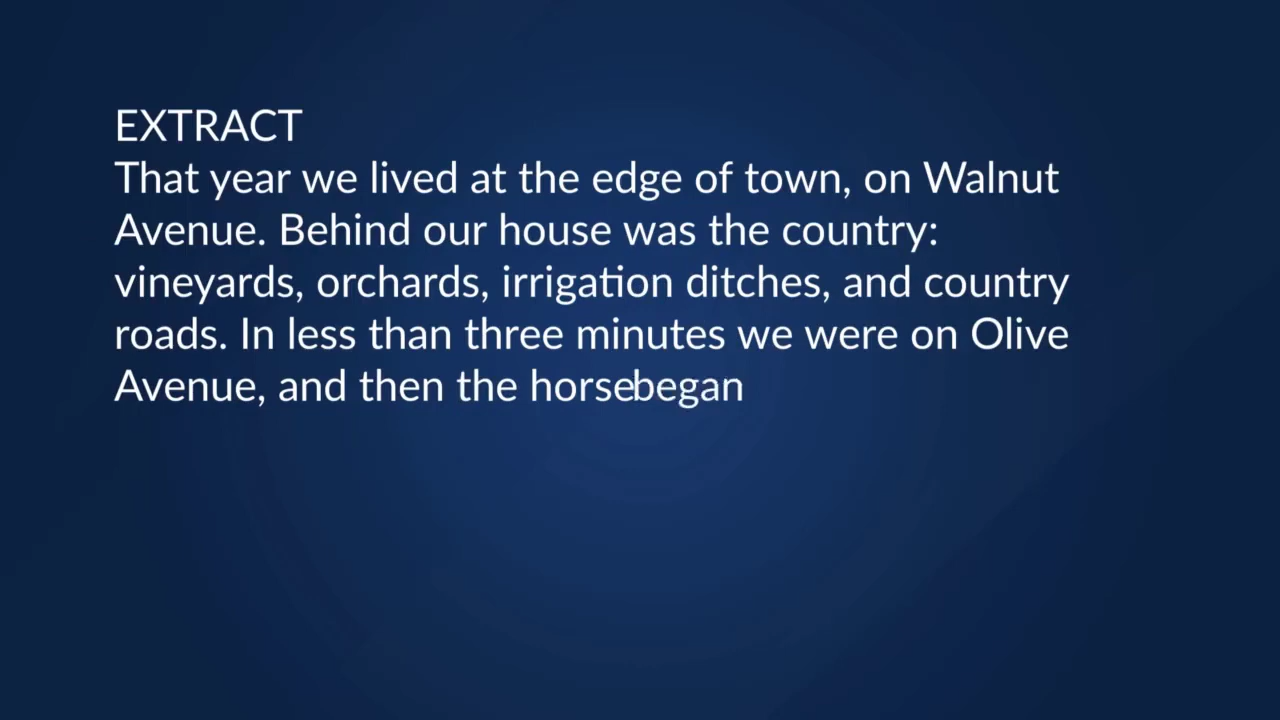 EXTRACT
That year we lived at the edge of town, on Walnut
Avenue. Behind our house was the country:
vineyards, orchards, irrigation ditches, and country
roads. In less than three minutes we were on Olive
Avenue, and then the horsebegan